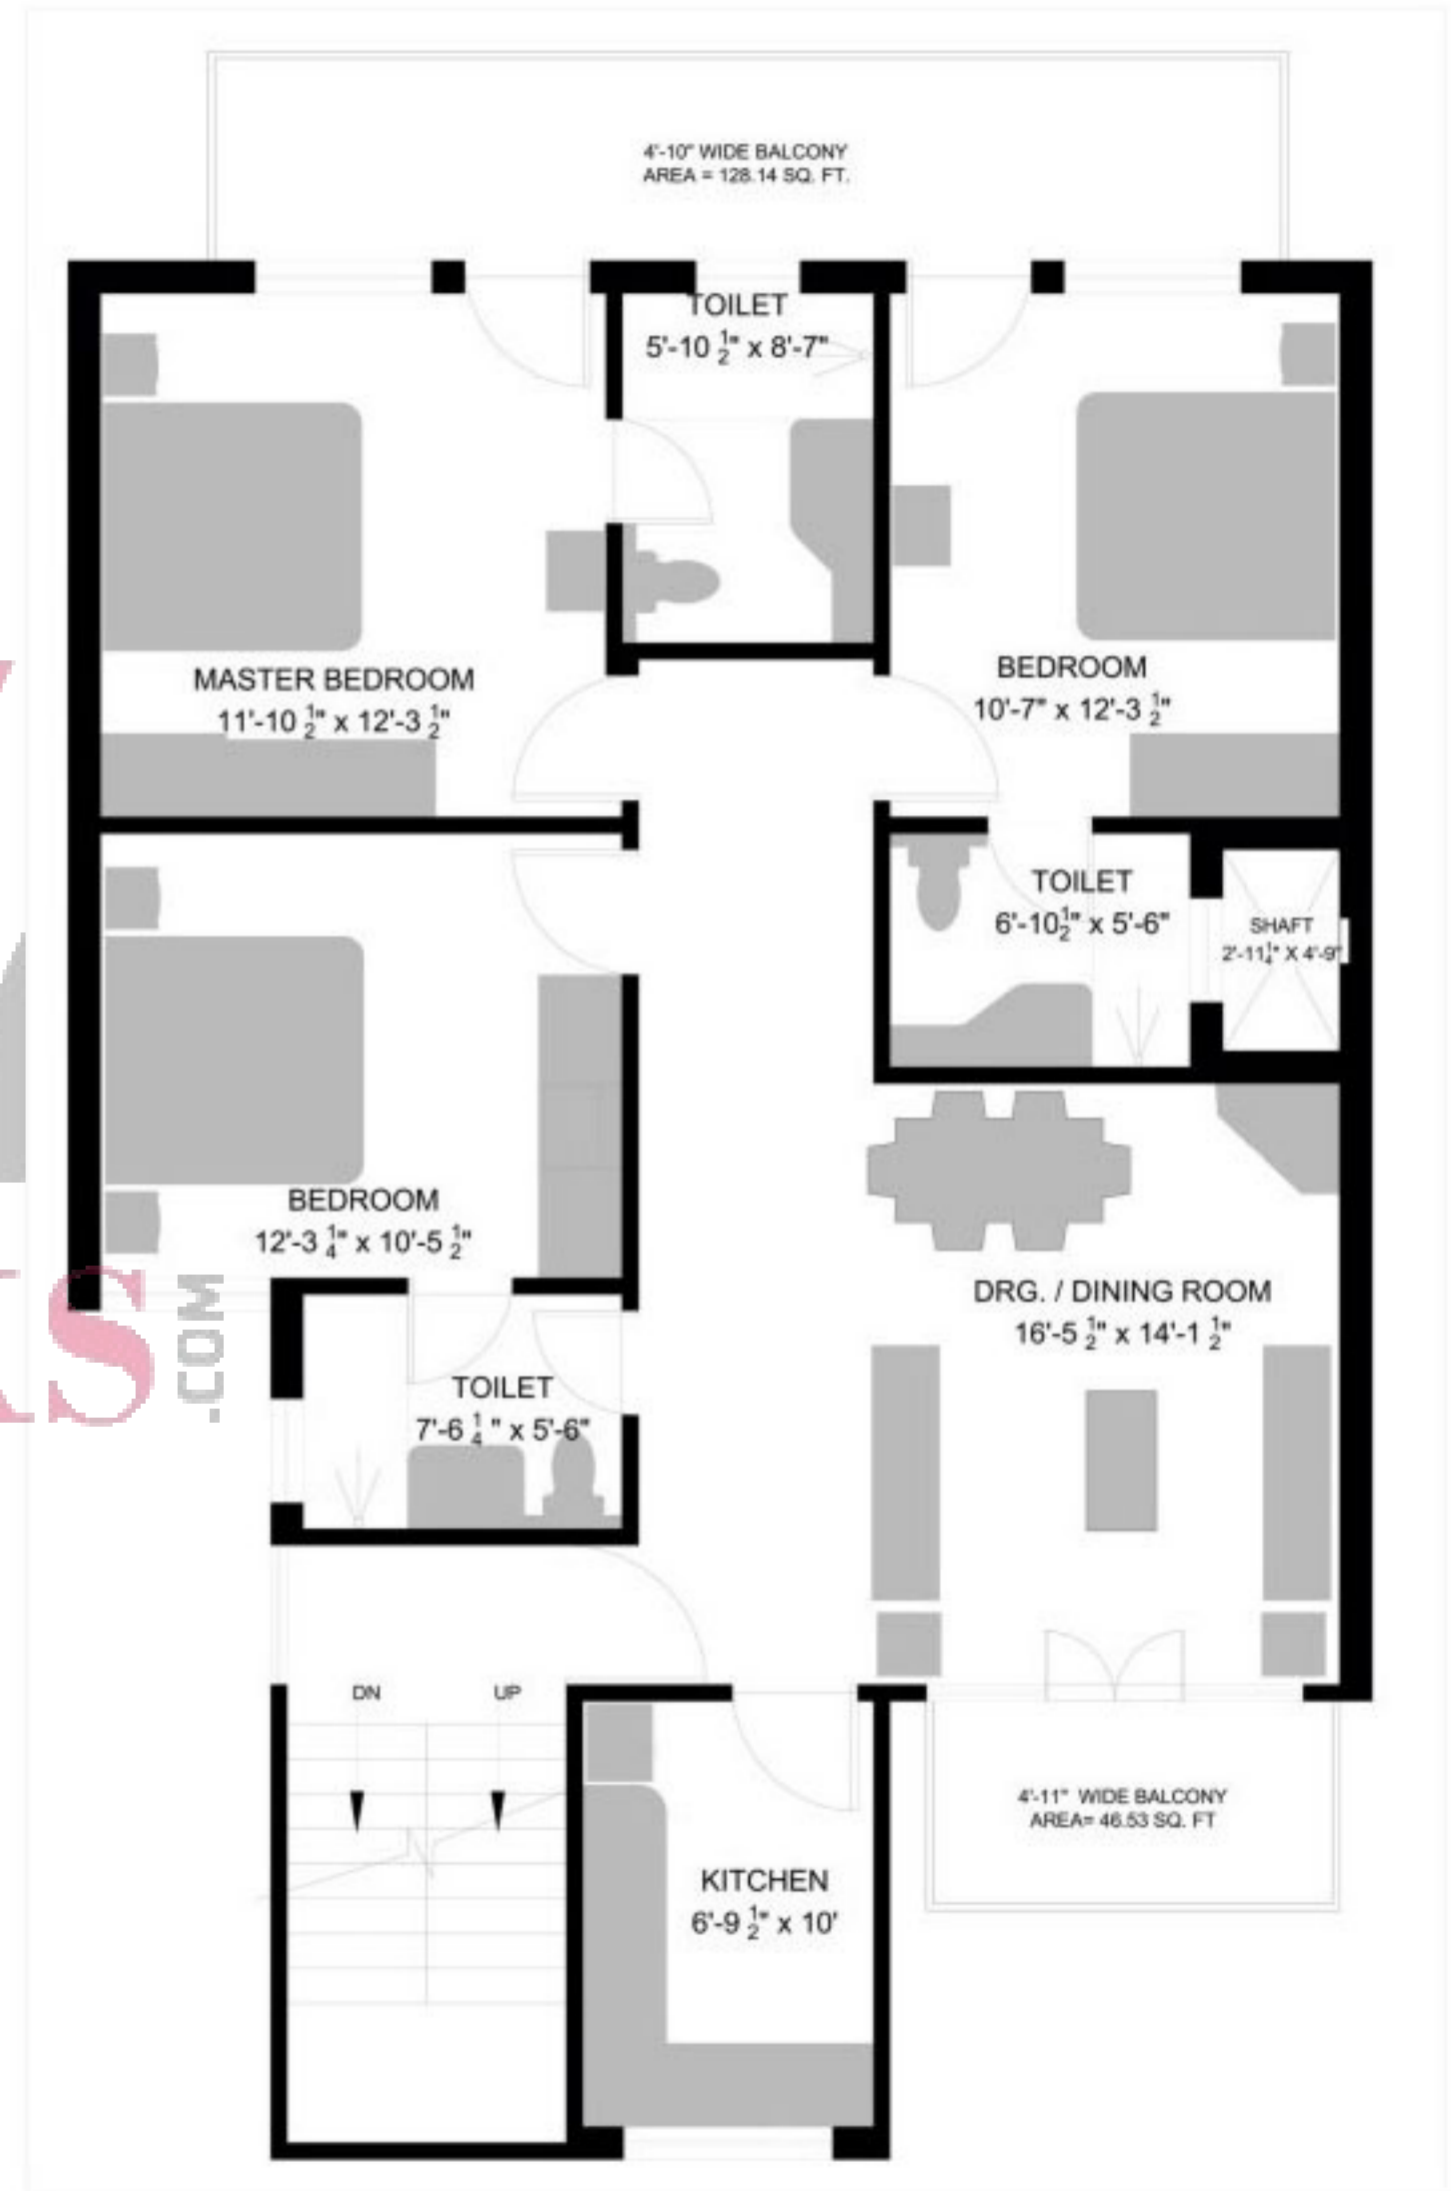 4'-10" WIDE BALCONY
AREA = 128.14 SQ. FT.
TOILET
5'-10 1/2" x 8'-7"
MASTER BEDROOM
11'-10 1/2" x 12'-3 1/2"
BEDROOM
10'-7" x 12'-3 1/2"
TOILET
6'-10 1/2" x 5'-6"
SHAFT
2'-11 1/4" X 4'-9"
BEDROOM
12'-3 1/4" x 10'-5 1/2"
DRG. / DINING ROOM
16'-5 1/2" x 14'-1 1/2"
S
.COM
TOILET
7'-6 1/4 " x 5'-6"
DN
UP
4'-11" WIDE BALCONY
AREA= 46.53 SQ. FT
KITCHEN
6'-9 1/2" x 10'